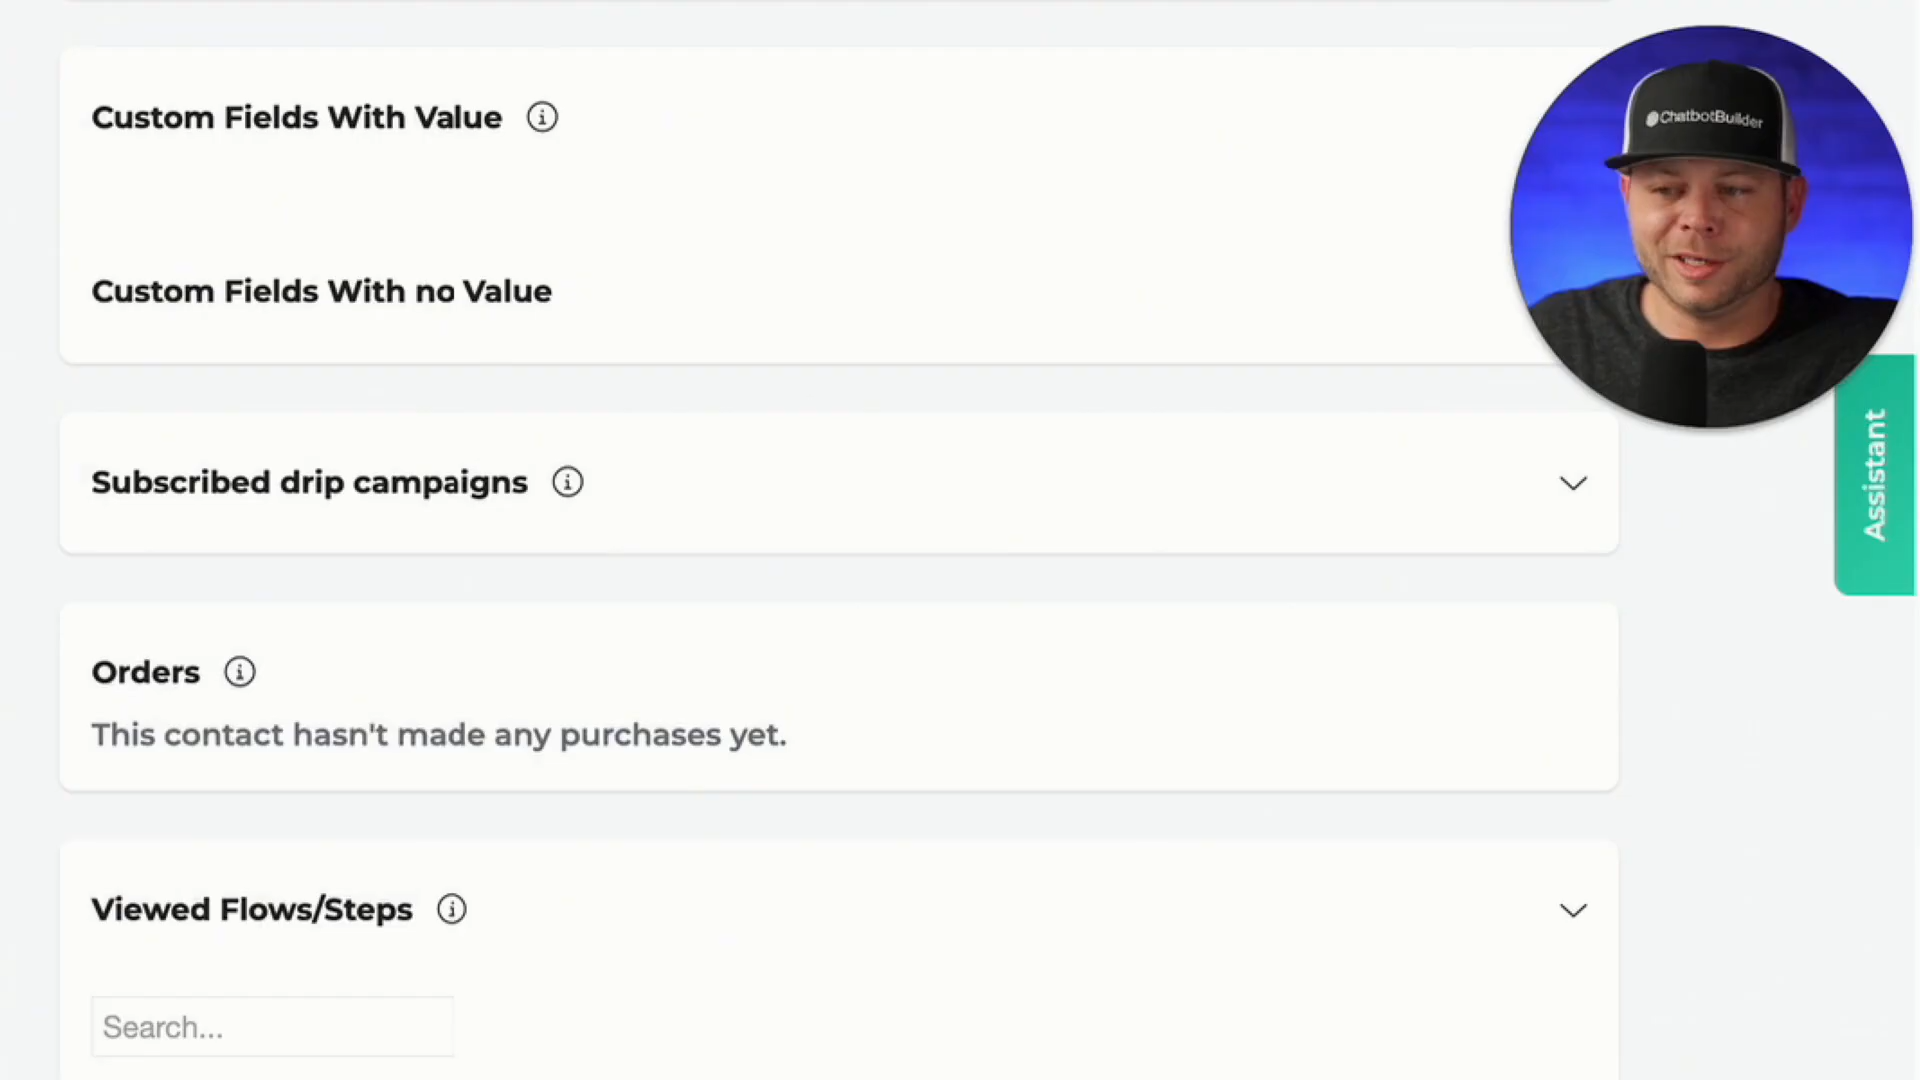 Custom Fields With Value
ChatbotBuilder
Custom Fields With no Value
Subscribed drip campaigns
Assistant
Orders
This contact hasn't made any purchases yet.
Viewed Flows/Steps
Search...